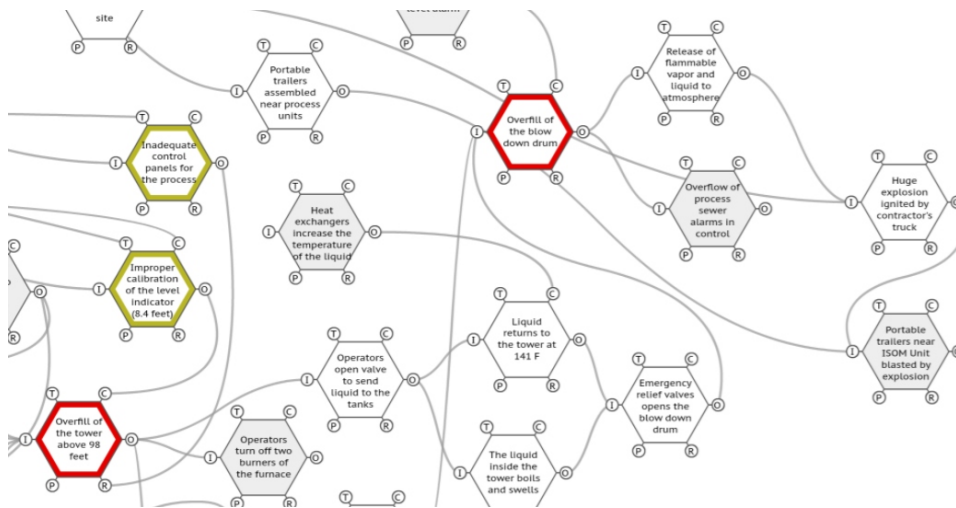 site
P
R
level alarm
P
R
T
C
Portable
trailers
assembled
near process
units
I
O
P
R
T
C
Overfill of
the blow
down drum
I
O
P
R
T
C
Release of
flammable
vapor and
liquid to
atmosphere
I
O
P
R
T
C
Inadequate
control
panels for
the process
I
O
P
R
T
C
Heat
exchangers
increase the
temperature
of the liquid
I
O
P
R
T
C
Overflow of
process
sewer
alarms in
control
I
O
P
R
T
C
Huge
explosion
ignited by
contractor's
truck
I
O
P
R
C
O
R
T
C
Improper
calibration
of the level
indicator
(8.4 feet)
I
O
P
R
T
C
Liquid
returns to
the tower at
141 F
I
O
P
R
T
C
Portable
trailers near
ISOM Unit
blasted by
explosion
I
O
P
R
T
C
Operators
open valve
to send
liquid to the
tanks
I
O
P
R
T
C
Emergency
relief valves
opens the
blow down
drum
I
O
P
R
T
C
Overfill of
the tower
above 98
feet
I
O
P
R
T
C
Operators
turn off two
burners of
the furnace
I
O
P
R
T
C
The liquid
inside the
tower boils
and swells
I
O
P
R
T
C